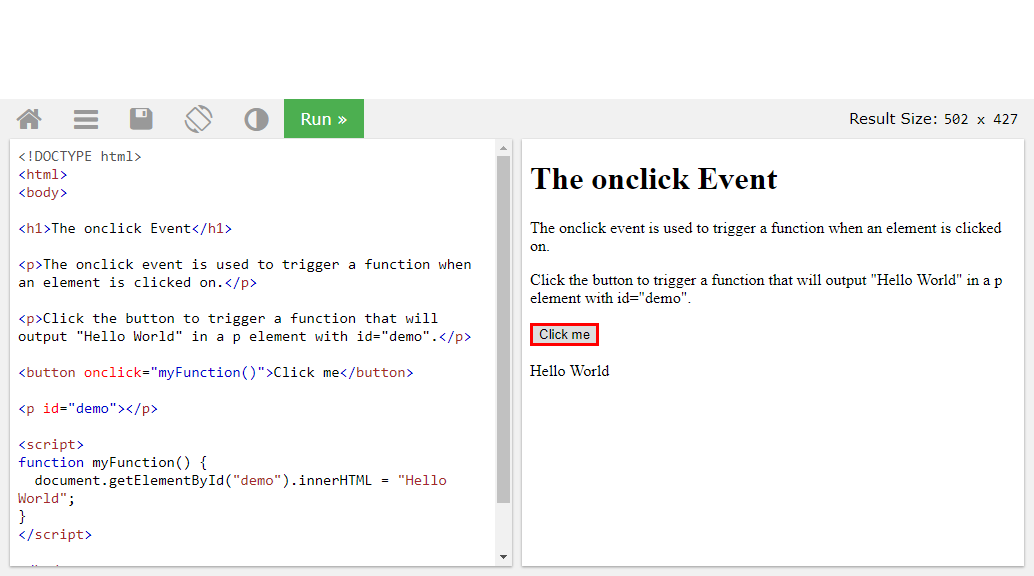 Run »
Result Size: 502 x 427
<!DOCTYPE html>
<html>
<body>
<h1>The onclick Event</h1>
<p>The onclick event is used to trigger a function when
an element is clicked on.</p>
<p>Click the button to trigger a function that will
output "Hello World" in a p element with id="demo".</p>
<button onclick="myFunction()">Click me</button>
<p id="demo"></p>
<script>
function myFunction() {
  document.getElementById("demo").innerHTML = "Hello
World";
}
</script>
The onclick Event
The onclick event is used to trigger a function when an element is clicked
on.
Click the button to trigger a function that will output "Hello World" in a p
element with id="demo".
Click me
Hello World